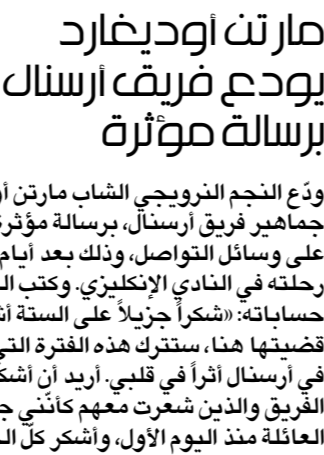 مارتن أوديغارد
يودع فريق أرسنال
برسالة مؤثرة
ودّع النجم النرويجي الشاب مارتن
جماهير فريق أرسنال، برسالة مؤثرة
على وسائل التواصل، وذلك بعد أيام
رحلته في النادي الإنكليزي. وكتب
حساباته: «شكراً جزيلاً على الستة
قضيتها هنا، ستترك هذه الفترة التي
في أرسنال أثراً في قلبي. أريد أن
الفريق والذين شعرت معهم كأنّني
العائلة منذ اليوم الأول، وأشكر كلّ